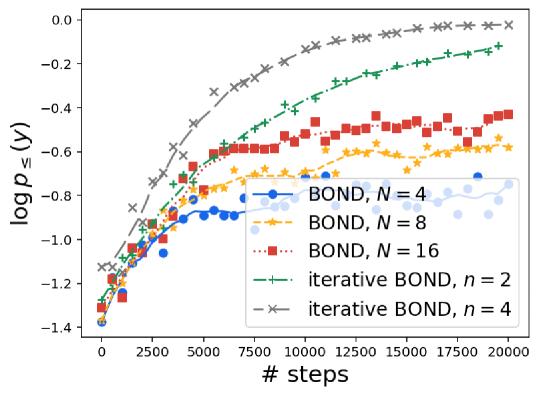 log p≤(y)
0.0
−0.2
−0.4
−0.6
−0.8
−1.0
−1.2
−1.4
BOND, N = 4
BOND, N = 8
BOND, N = 16
iterative BOND, n = 2
iterative BOND, n = 4
0 2500 5000 7500 10000 12500 15000 17500 20000
# steps